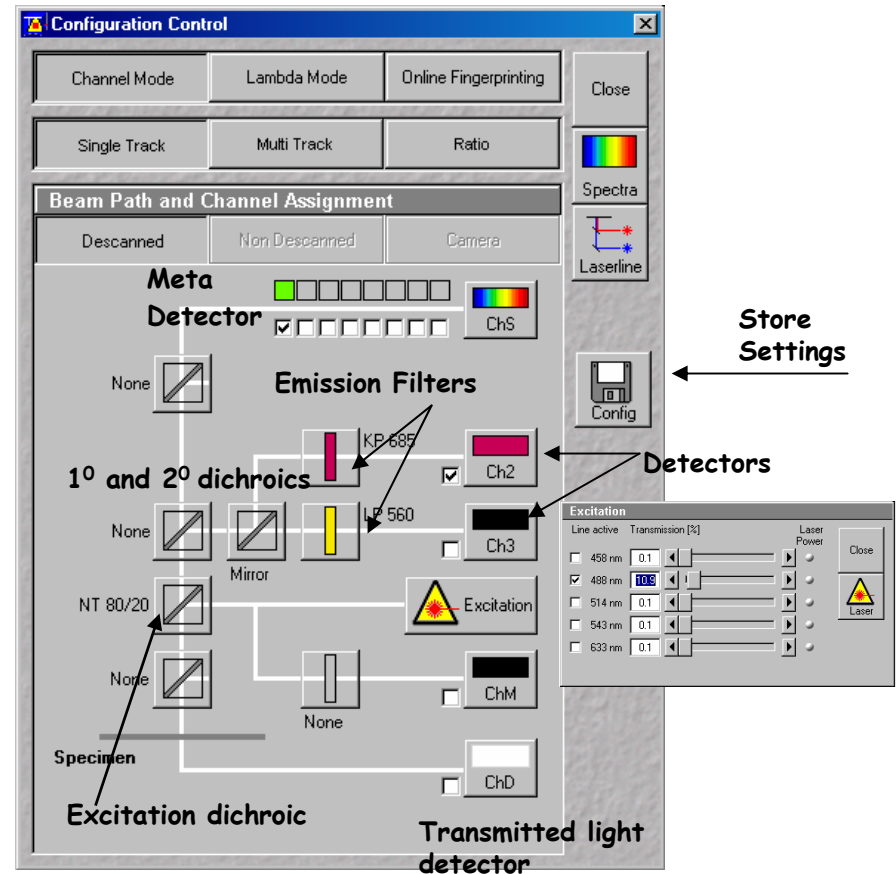 Configuration Control
Channel Mode Lambda Mode Online Fingerprinting
Close
Single Track Multi Track Ratio
Spectra
Beam Path and Channel Assignment
Descanned Non Descanned Camera
Laserline
Meta
Detector
ChS
Store
Settings
None
Emission Filters
Config
KP 685
Ch2
Detectors
1⁰ and 2⁰ dichroics
None
LP 560
Ch3
Mirror
NT 80/20
Excitation
None
None
ChM
Specimen
ChD
Excitation dichroic
Transmitted light
detector
Excitation
Line active Transmission [%] Laser
Power
Close
458 nm 0.1
488 nm 10.9
514 nm 0.1
Laser
543 nm 0.1
633 nm 0.1